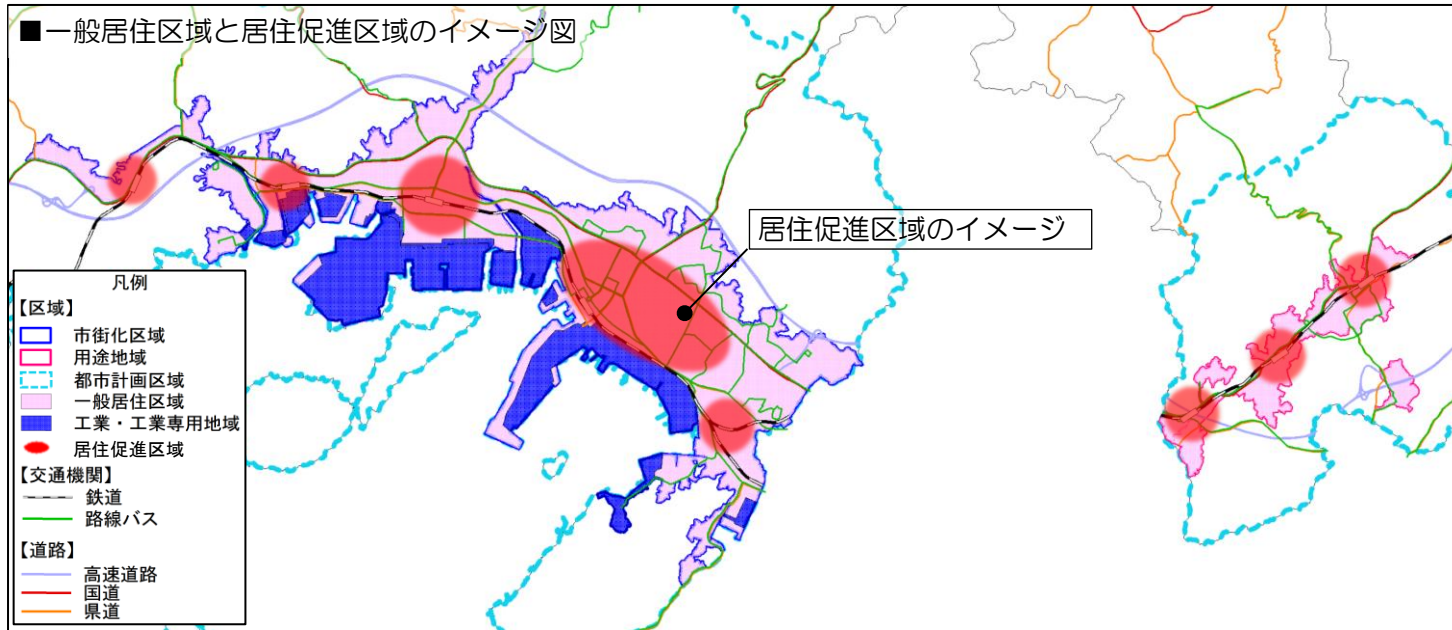 ■一般居住区域と居住促進区域のイメージ図
居住促進区域のイメージ
凡例
【区域】
市街化区域
用途地域
都市計画区域
一般居住区域
工業・工業専用地域
居住促進区域
【交通機関】
鉄道
路線バス
【道路】
高速道路
国道
県道